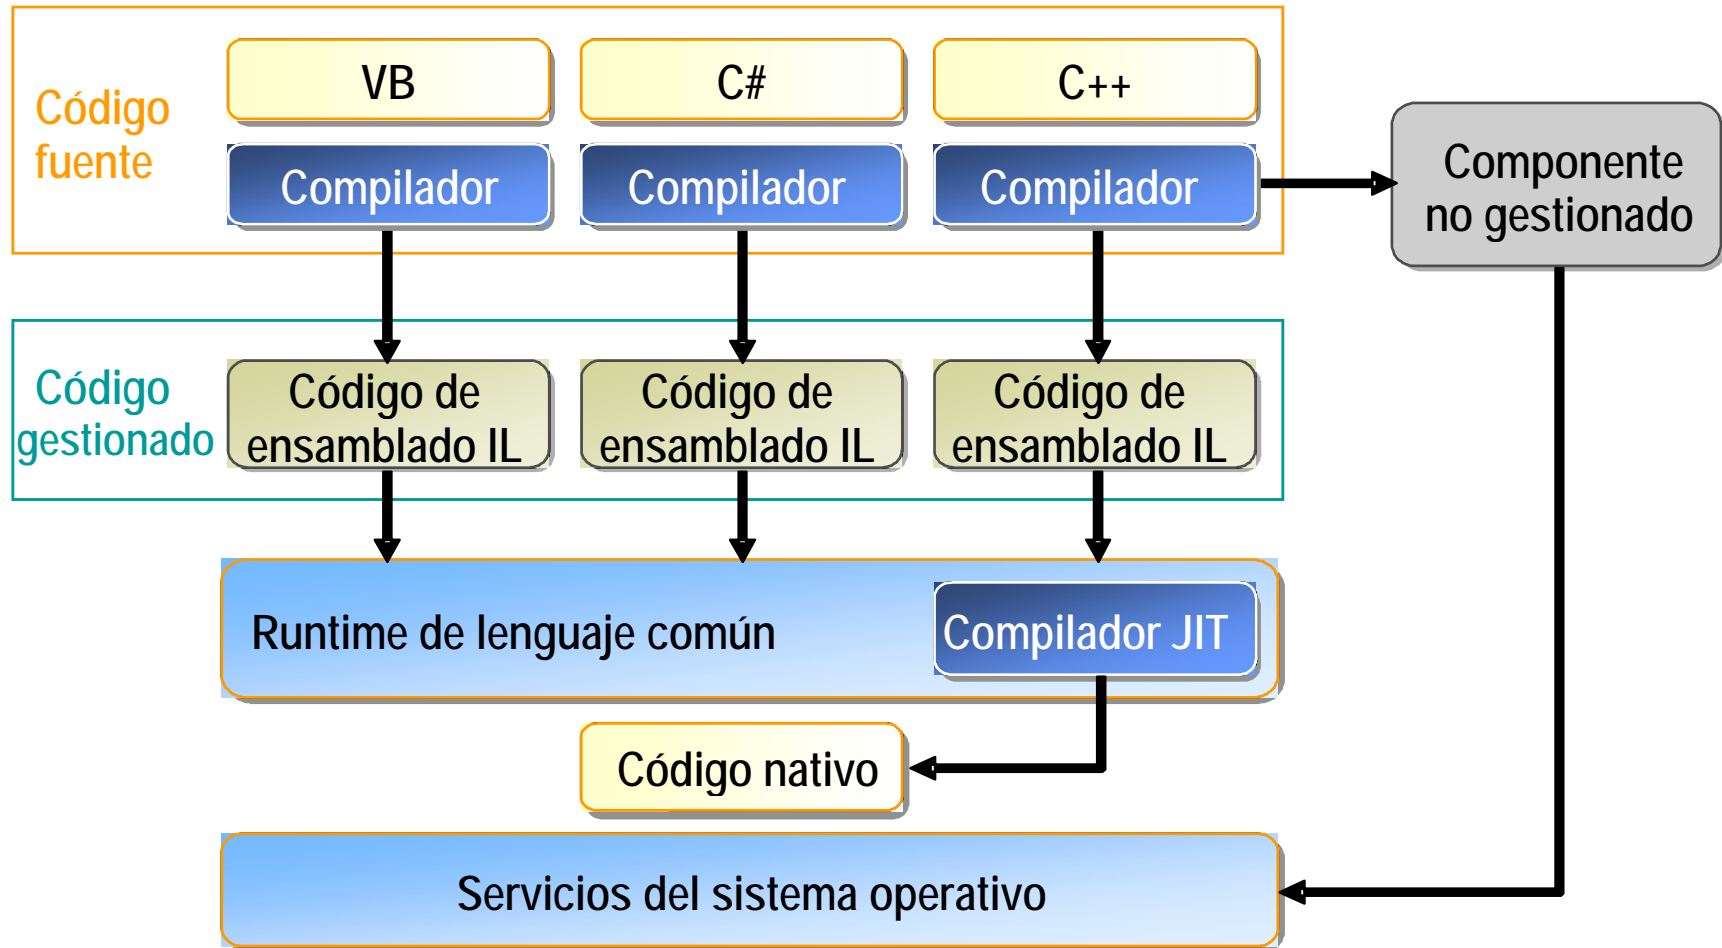 Código
fuente
VB
C#
C++
Compilador
Compilador
Compilador
Componente
no gestionado
Código
gestionado
Código de
ensamblado IL
Código de
ensamblado IL
Código de
ensamblado IL
Runtime de lenguaje común
Compilador JIT
Código nativo
Servicios del sistema operativo